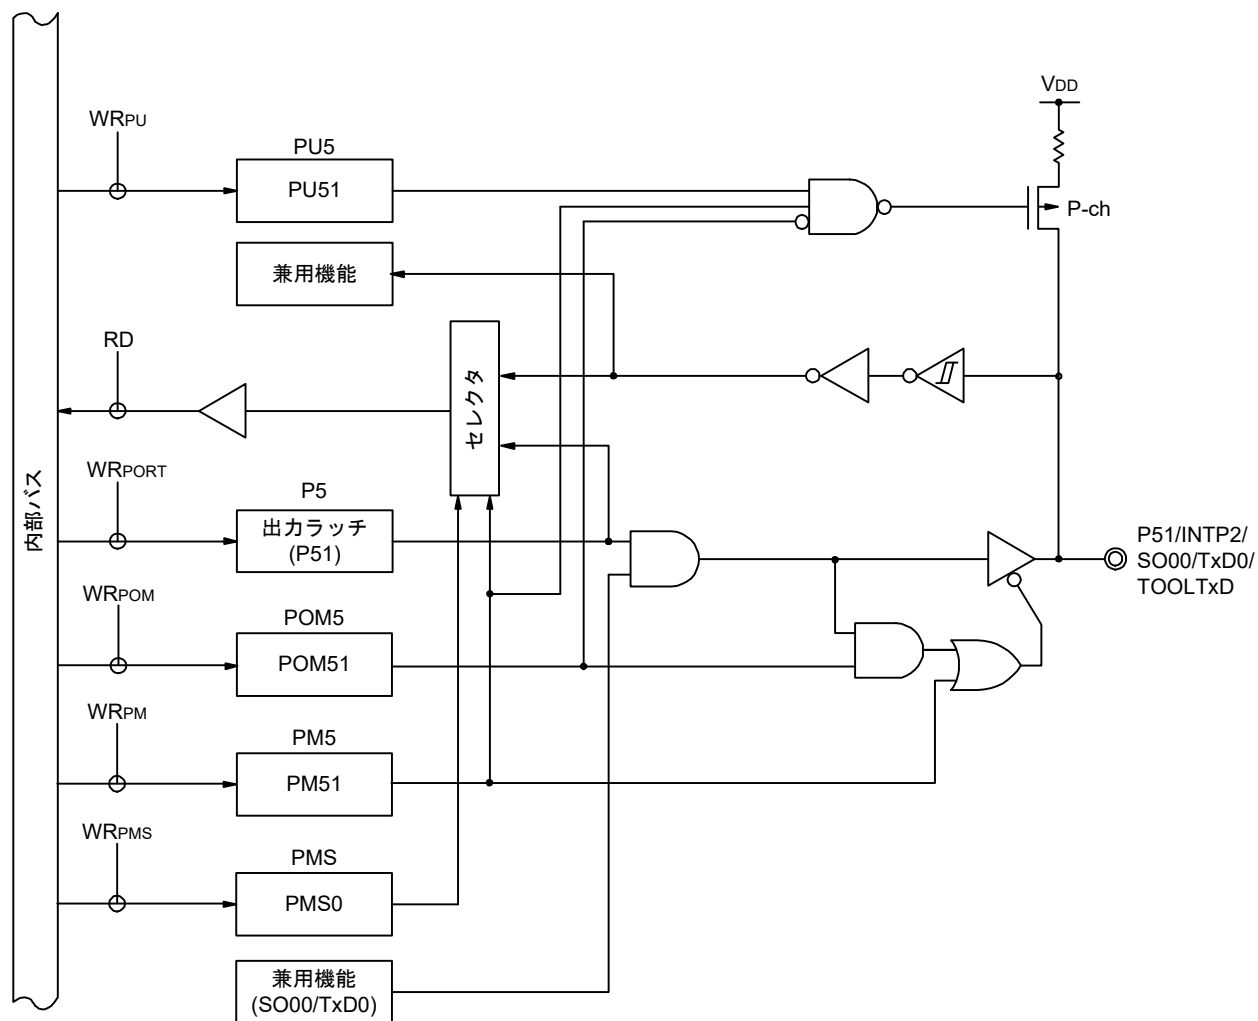 VDD
WRPU
PU5
PU51
P-ch
兼用機能
RD
セレクタ
内部バス
WRPORT
P5
出力ラッチ
(P51)
P51/INTP2/
SO00/TxD0/
TOOLTxD
WRPOM
POM5
POM51
WRPM
PM5
PM51
WRPMS
PMS
PMS0
兼用機能
(SO00/TxD0)